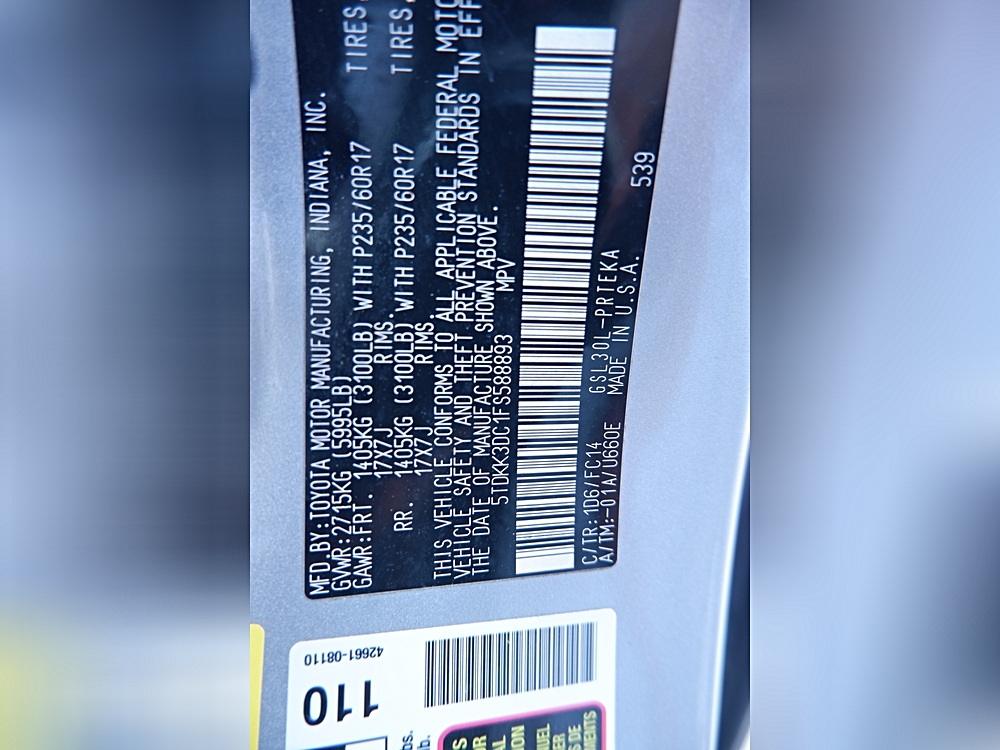 MFD.BY:TOYOTA MOTOR MANUFACTURING, INDIANA, INC.
GVWR:2715KG (5995LB)
GAWR:FRT. 1405KG (3100LB) WITH P235/60R17 TIRES,
17X7J RIMS.
RR. 1405KG (3100LB) WITH P235/60R17 TIRES,
17X7J RIMS.
THIS VEHICLE CONFORMS TO ALL APPLICABLE FEDERAL MOTO
VEHICLE SAFETY AND THEFT PREVENTION STANDARDS IN EFF
THE DATE OF MANUFACTURE SHOWN ABOVE.
5TDKK3DC1FS588893 MPV
C/TR:1D6/FC14 GSL30L-PRTEKA 539
A/TM:-01A/U660E MADE IN U.S.A.
42661-08110
110